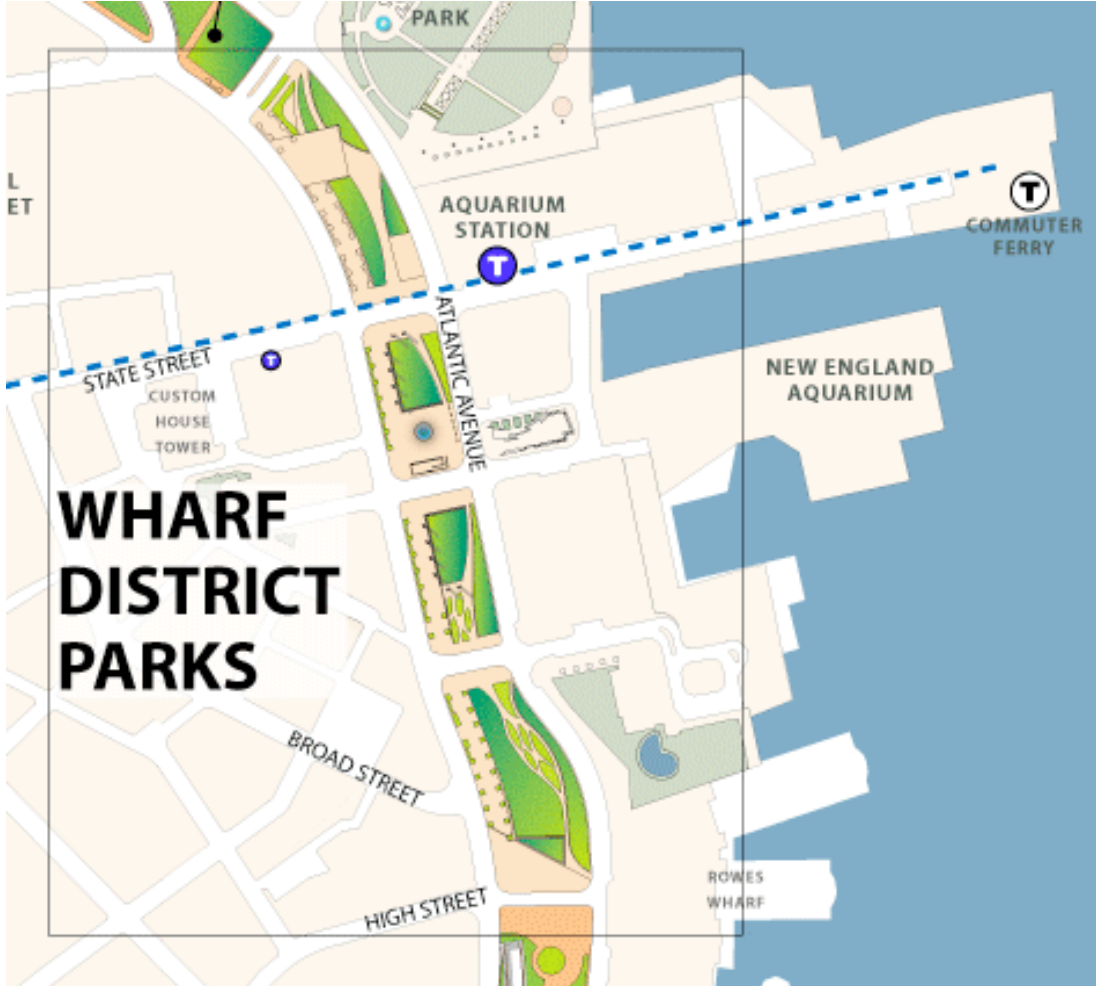 PARK
L
ET
AQUARIUM
STATION
T
T
COMMUTER
FERRY
ATLANTIC AVENUE
STATE STREET
T
CUSTOM
HOUSE
TOWER
NEW ENGLAND
AQUARIUM
WHARF
DISTRICT
PARKS
BROAD STREET
HIGH STREET
ROWES
WHARF